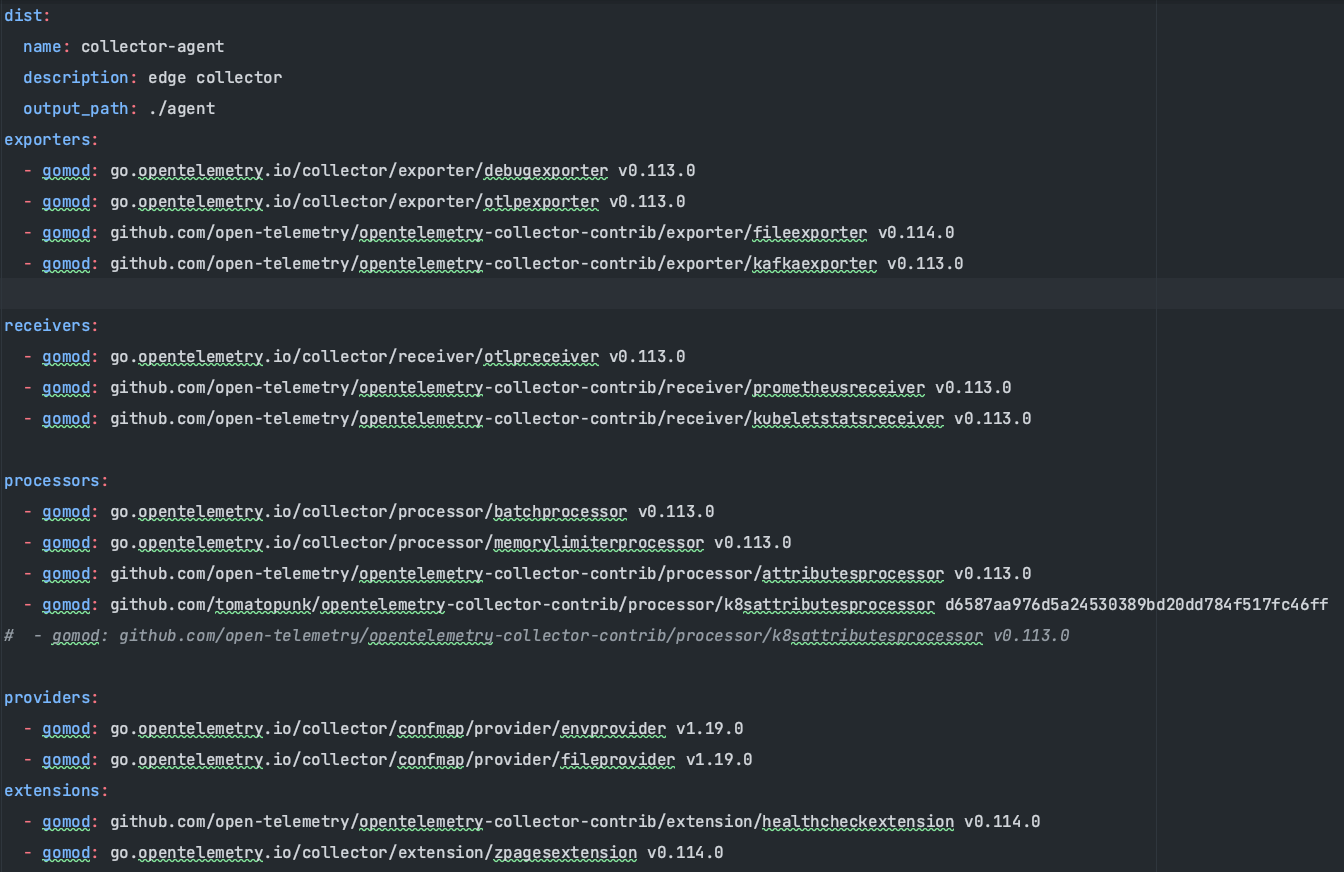 dist:
  name: collector-agent
  description: edge collector
  output_path: ./agent
exporters:
  - gomod: go.opentelemetry.io/collector/exporter/debugexporter v0.113.0
  - gomod: go.opentelemetry.io/collector/exporter/otlpexporter v0.113.0
  - gomod: github.com/open-telemetry/opentelemetry-collector-contrib/exporter/fileexporter v0.114.0
  - gomod: github.com/open-telemetry/opentelemetry-collector-contrib/exporter/kafkaexporter v0.113.0
receivers:
  - gomod: go.opentelemetry.io/collector/receiver/otlpreceiver v0.113.0
  - gomod: github.com/open-telemetry/opentelemetry-collector-contrib/receiver/prometheusreceiver v0.113.0
  - gomod: github.com/open-telemetry/opentelemetry-collector-contrib/receiver/kubeletstatsreceiver v0.113.0
processors:
  - gomod: go.opentelemetry.io/collector/processor/batchprocessor v0.113.0
  - gomod: go.opentelemetry.io/collector/processor/memorylimiterprocessor v0.113.0
  - gomod: github.com/open-telemetry/opentelemetry-collector-contrib/processor/attributesprocessor v0.113.0
  - gomod: github.com/tomatopunk/opentelemetry-collector-contrib/processor/k8sattributesprocessor d6587aa976d5a24530389bd20dd784f517fc46ff
#  - gomod: github.com/open-telemetry/opentelemetry-collector-contrib/processor/k8sattributesprocessor v0.113.0
providers:
  - gomod: go.opentelemetry.io/collector/confmap/provider/envprovider v1.19.0
  - gomod: go.opentelemetry.io/collector/confmap/provider/fileprovider v1.19.0
extensions:
  - gomod: github.com/open-telemetry/opentelemetry-collector-contrib/extension/healthcheckextension v0.114.0
  - gomod: go.opentelemetry.io/collector/extension/zpagesextension v0.114.0